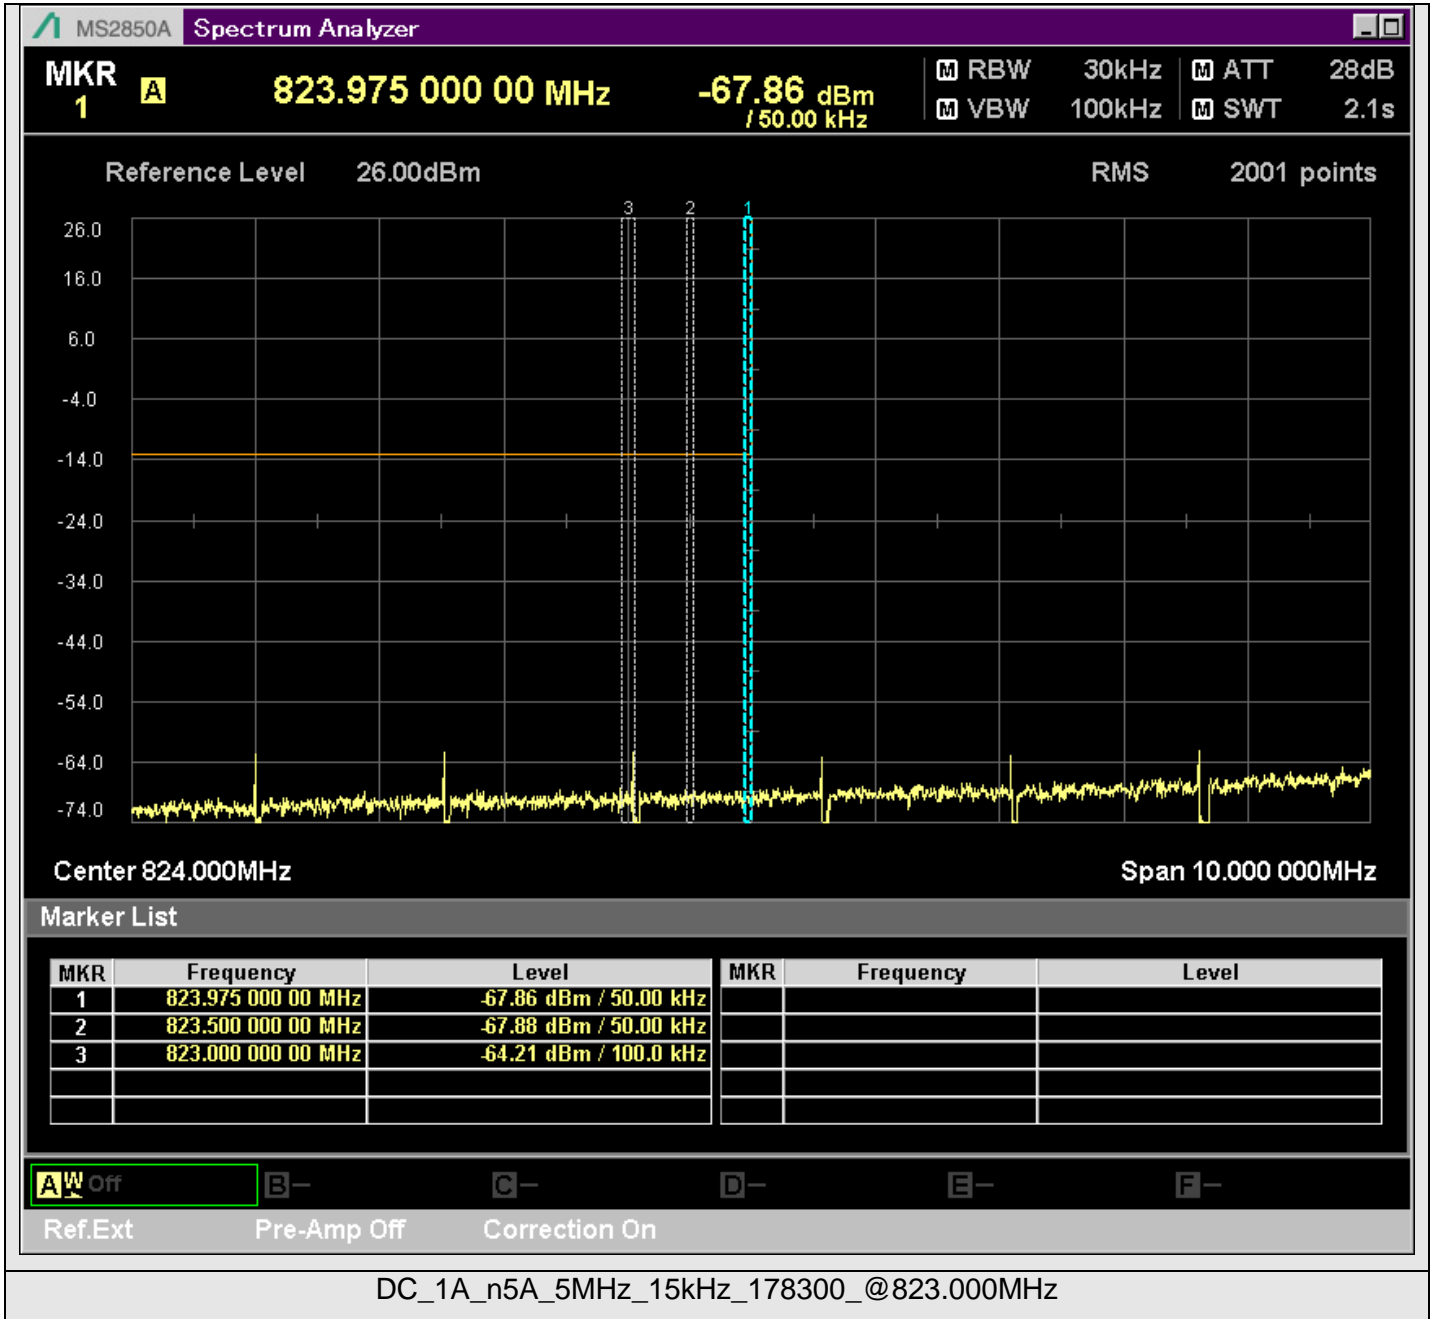 MS2850A Spectrum Analyzer
MKR 1 A 823.975 000 00 MHz -67.86 dBm / 50.00 kHz
M RBW 30kHz M ATT 28dB
M VBW 100kHz M SWT 2.1s
Reference Level 26.00dBm RMS 2001 points
3 2 1
26.0
16.0
6.0
-4.0
-14.0
-24.0
-34.0
-44.0
-54.0
-64.0
-74.0
Center 824.000MHz Span 10.000 000MHz
Marker List
MKR Frequency Level MKR Frequency Level
1 823.975 000 00 MHz -67.86 dBm / 50.00 kHz
2 823.500 000 00 MHz -67.88 dBm / 50.00 kHz
3 823.000 000 00 MHz -64.21 dBm / 100.0 kHz
A W Off B – C – D – E – F –
Ref.Ext Pre-Amp Off Correction On
DC_1A_n5A_5MHz_15kHz_178300_@823.000MHz